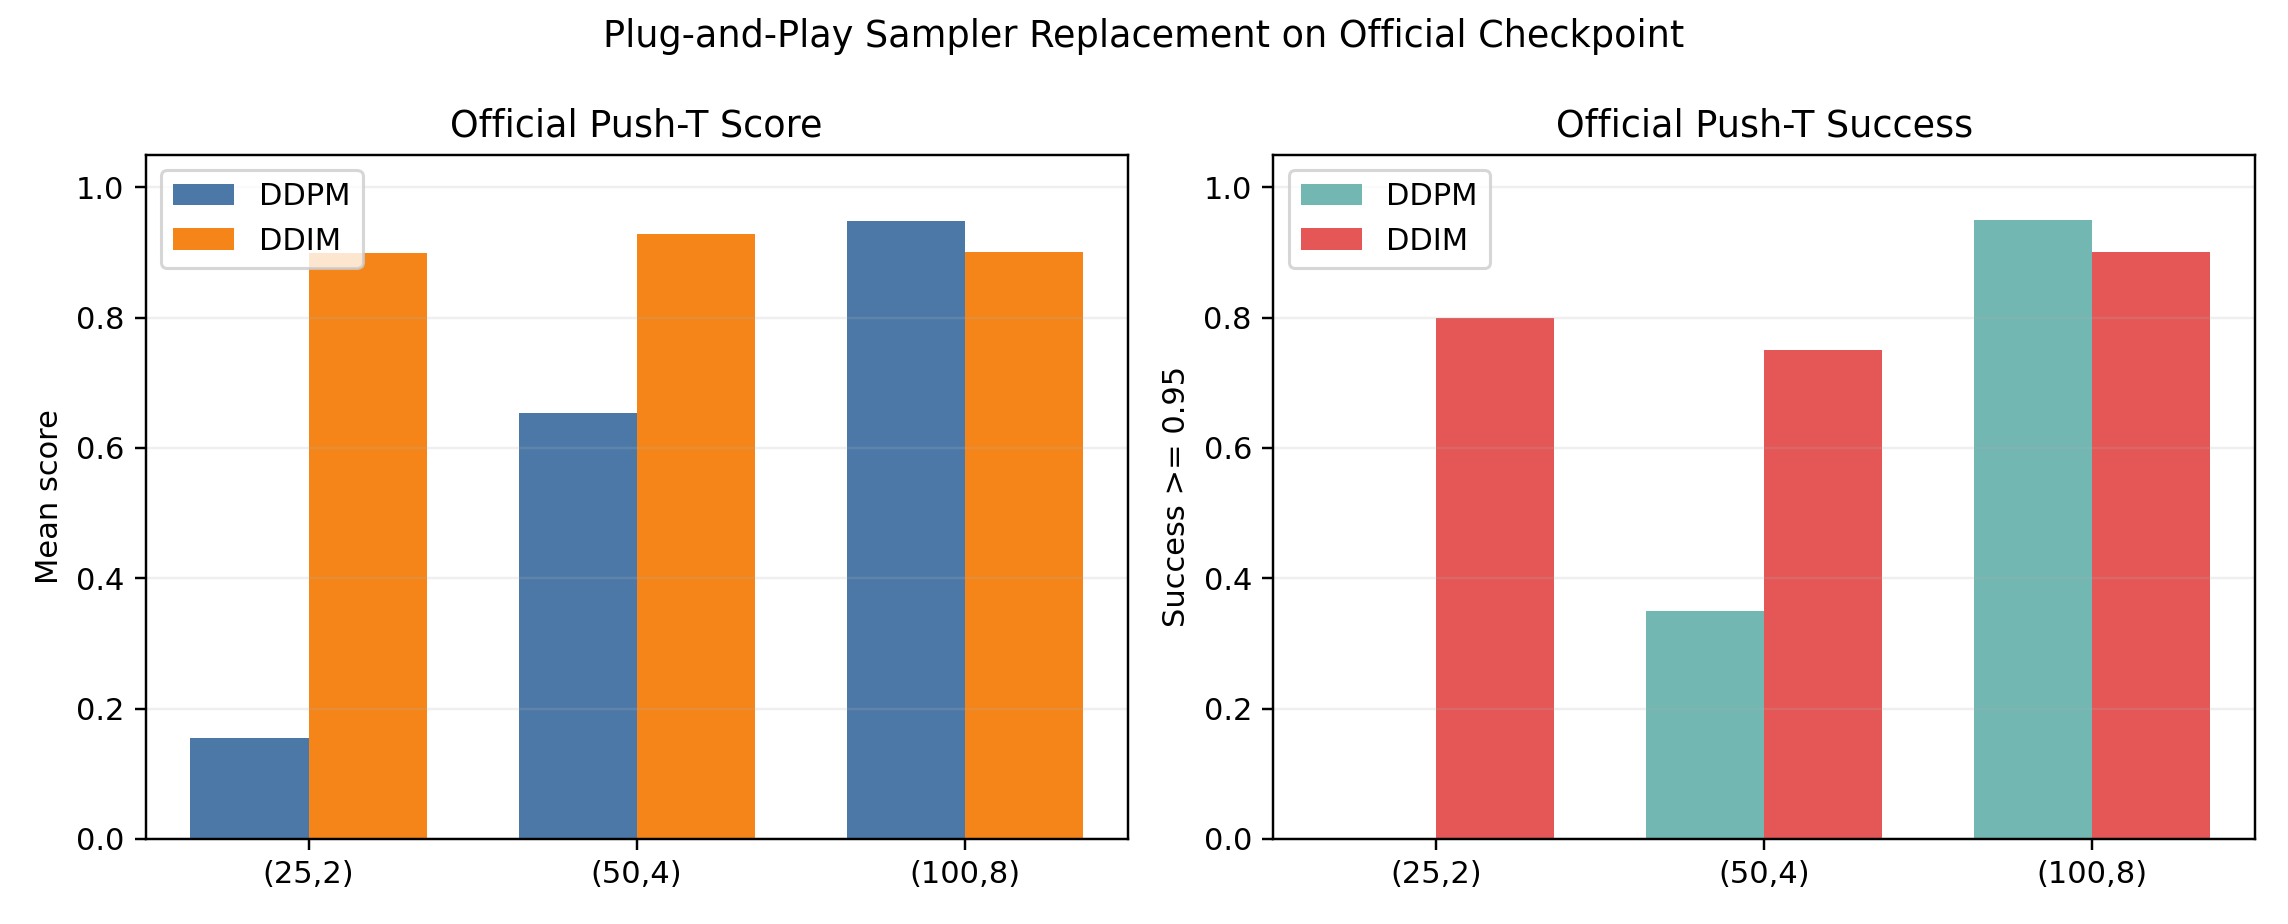 Plug-and-Play Sampler Replacement on Official Checkpoint
Official Push-T Score
DDPM
DDIM
Mean score
1.0
0.8
0.6
0.4
0.2
0.0
(25,2)
(50,4)
(100,8)
Official Push-T Success
DDPM
DDIM
Success >= 0.95
1.0
0.8
0.6
0.4
0.2
0.0
(25,2)
(50,4)
(100,8)